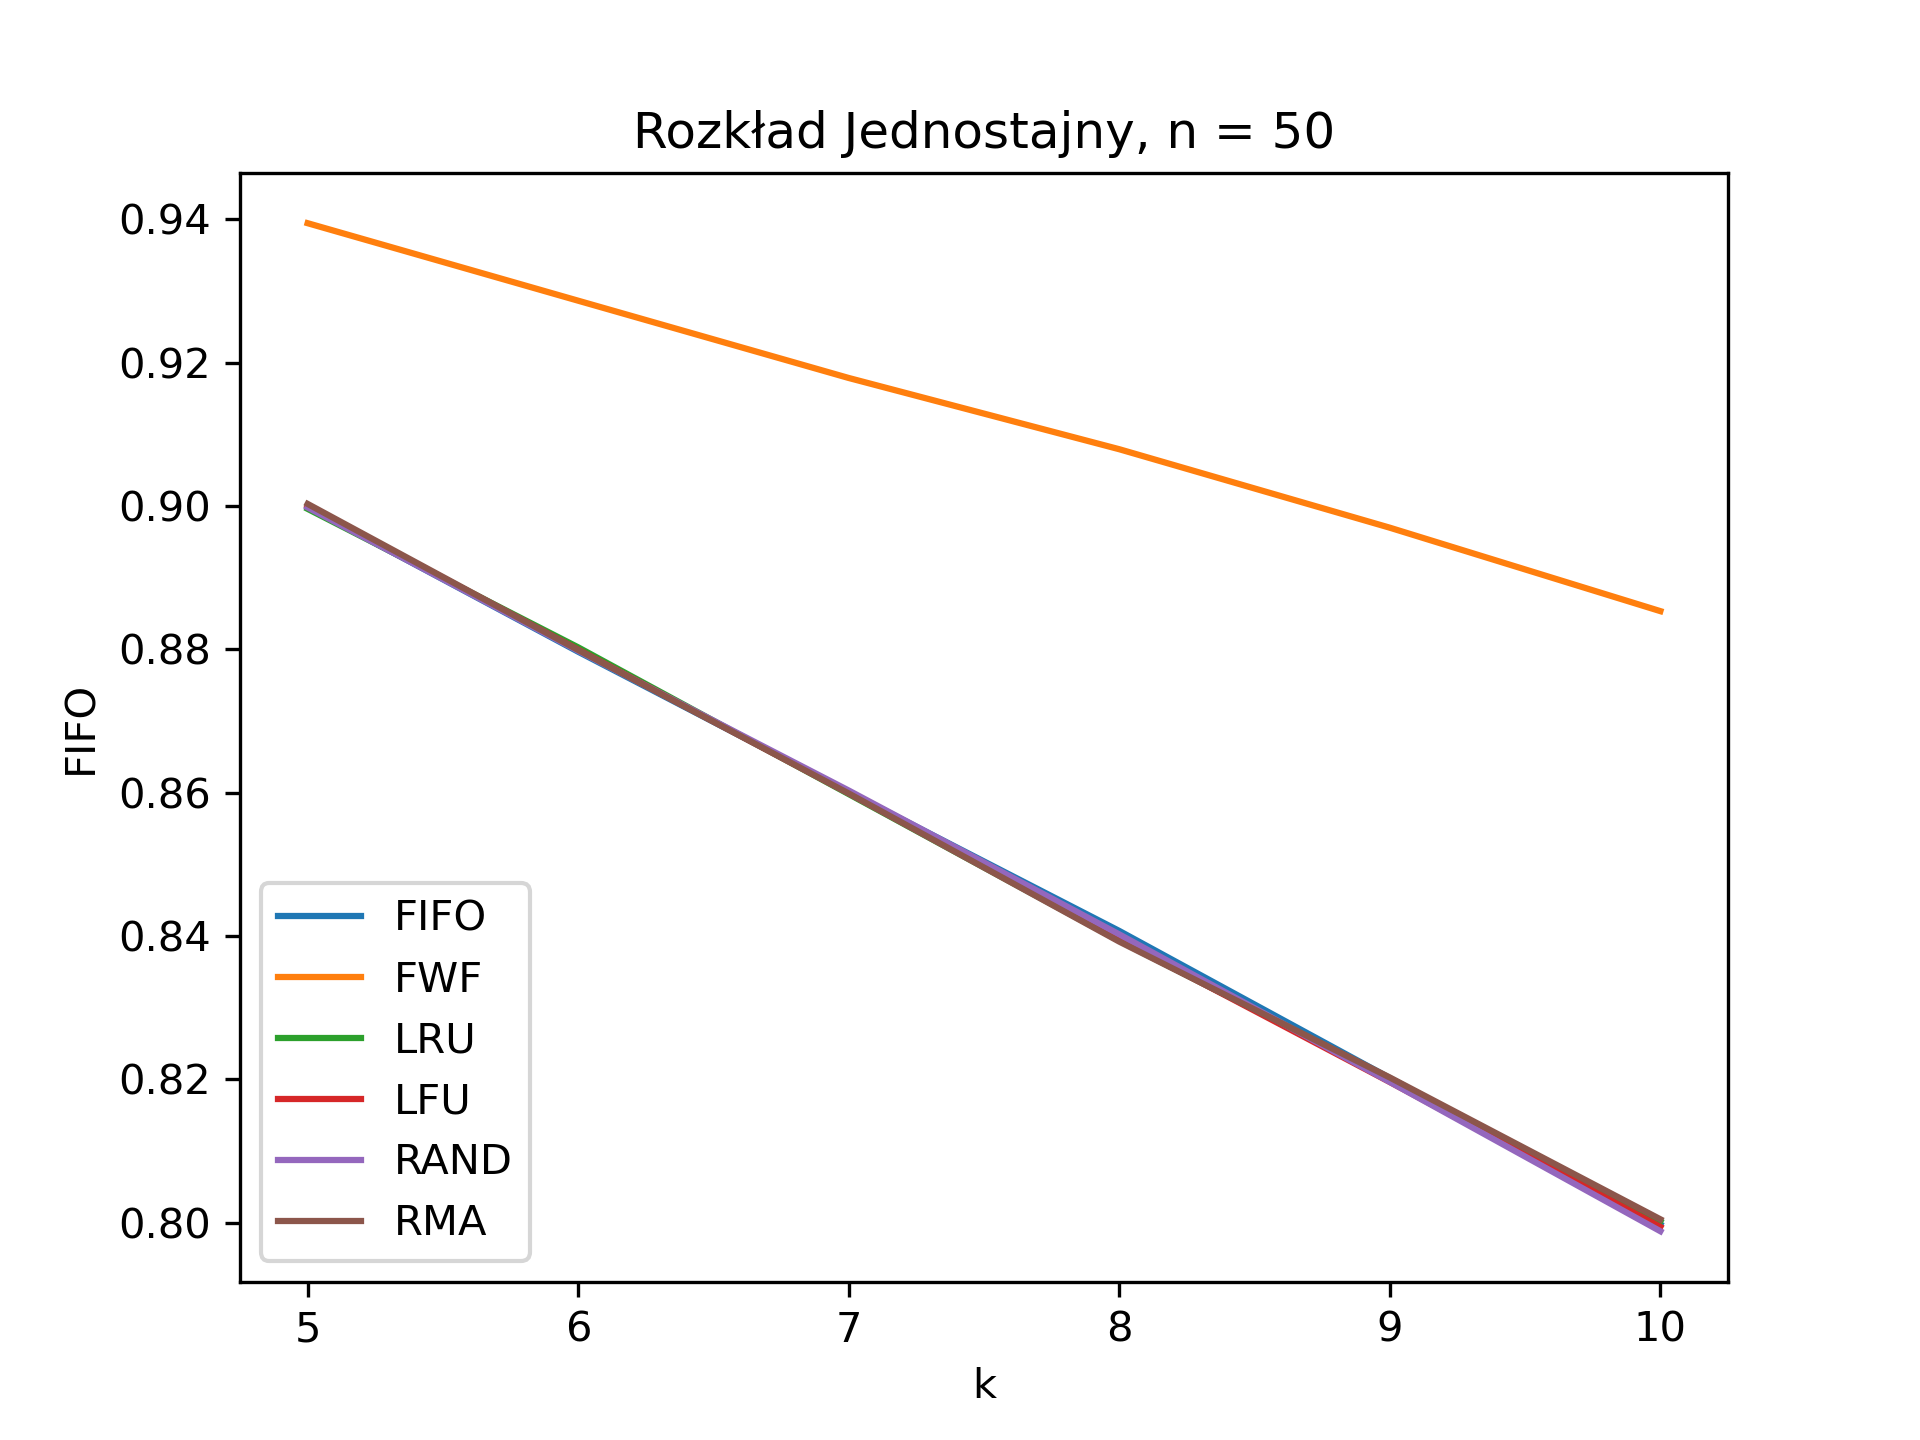 Rozkład Jednostajny, n = 50
0.94
0.92
0.90
0.88
0.86
0.84
0.82
0.80
FIFO
FIFO
FWF
LRU
LFU
RAND
RMA
5 6 7 8 9 10
k